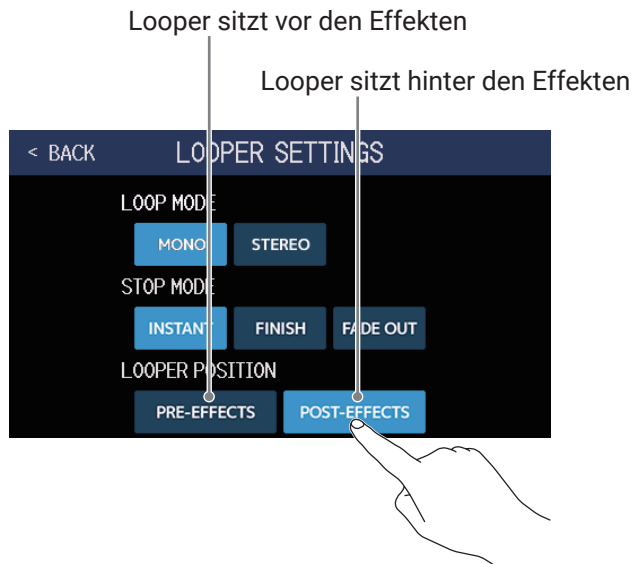 Looper sitzt vor den Effekten
Looper sitzt hinter den Effekten
< BACK LOOPER SETTINGS
LOOP MODE
MONO STEREO
STOP MODE
INSTANT FINISH FADE OUT
LOOPER POSITION
PRE-EFFECTS POST-EFFECTS